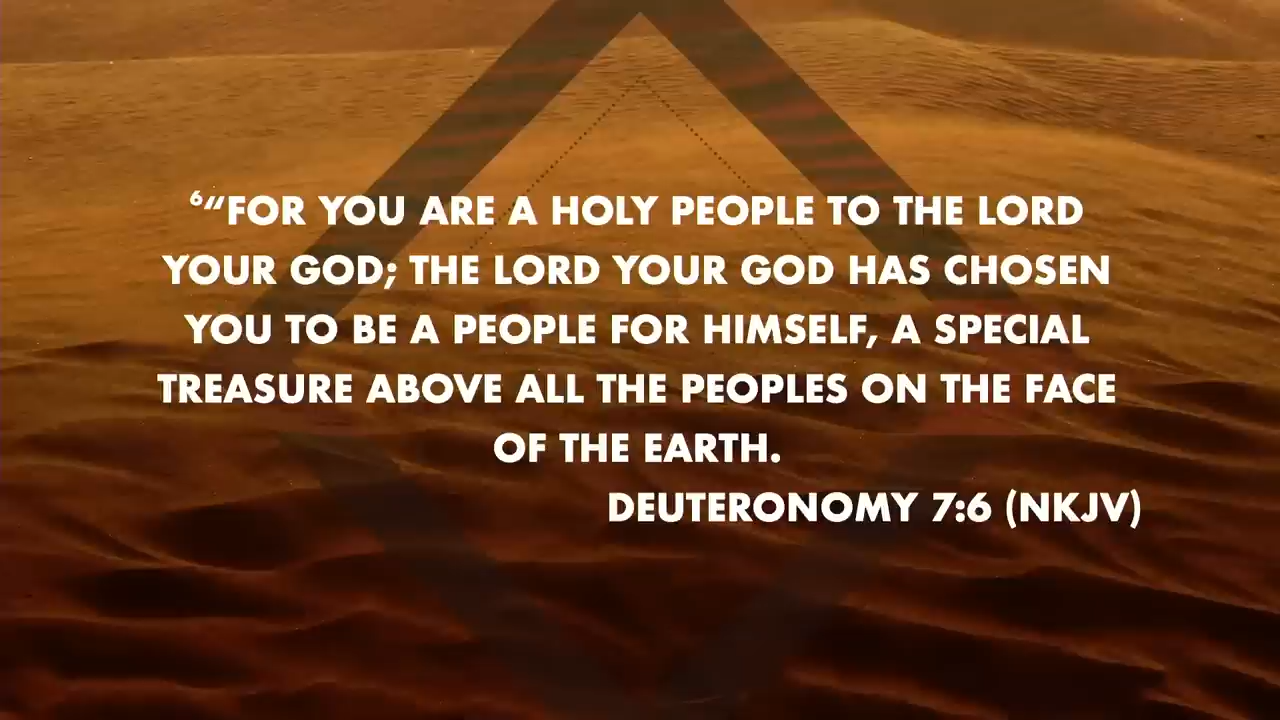 ⁶“FOR YOU ARE A HOLY PEOPLE TO THE LORD
YOUR GOD; THE LORD YOUR GOD HAS CHOSEN
YOU TO BE A PEOPLE FOR HIMSELF, A SPECIAL
TREASURE ABOVE ALL THE PEOPLES ON THE FACE
OF THE EARTH.
DEUTERONOMY 7:6 (NKJV)